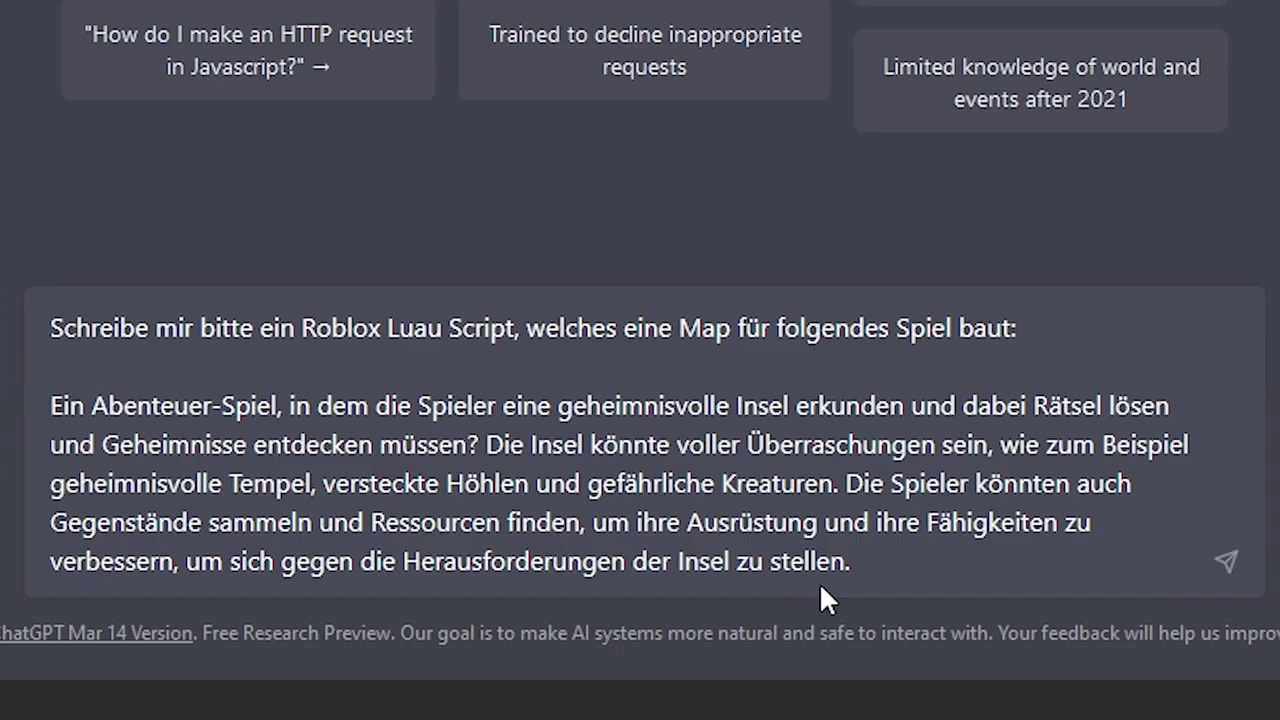 "How do I make an HTTP request
in Javascript?" →
Trained to decline inappropriate
requests
Limited knowledge of world and
events after 2021
Schreibe mir bitte ein Roblox Luau Script, welches eine Map für folgendes Spiel baut:
Ein Abenteuer-Spiel, in dem die Spieler eine geheimnisvolle Insel erkunden und dabei Rätsel lösen
und Geheimnisse entdecken müssen? Die Insel könnte voller Überraschungen sein, wie zum Beispiel
geheimnisvolle Tempel, versteckte Höhlen und gefährliche Kreaturen. Die Spieler könnten auch
Gegenstände sammeln und Ressourcen finden, um ihre Ausrüstung und ihre Fähigkeiten zu
verbessern, um sich gegen die Herausforderungen der Insel zu stellen.
hatGPT Mar 14 Version. Free Research Preview. Our goal is to make AI systems more natural and safe to interact with. Your feedback will help us improv